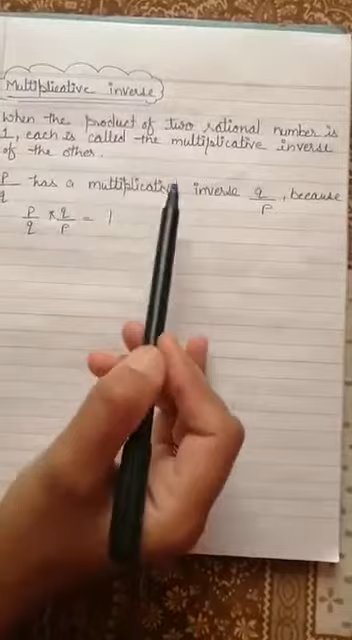 Multiplicative inverse
When the product of two rational number is
1, each is called the multiplicative inverse
of the other.
p/q has a multiplicative inverse q/p, because
p/q × q/p = 1